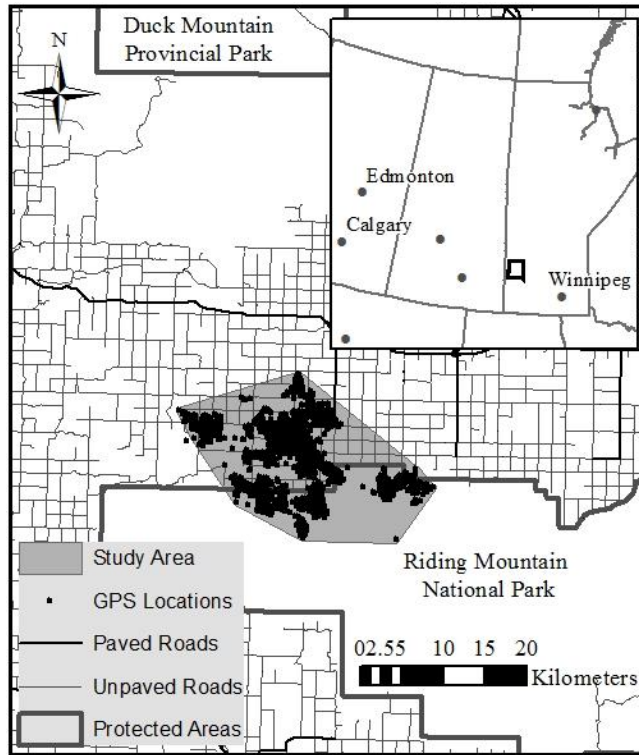 Duck Mountain
Provincial Park
N
Edmonton
Calgary
Winnipeg
Riding Mountain
National Park
Study Area
GPS Locations
Paved Roads
Unpaved Roads
Protected Areas
02.55 10 15 20
Kilometers